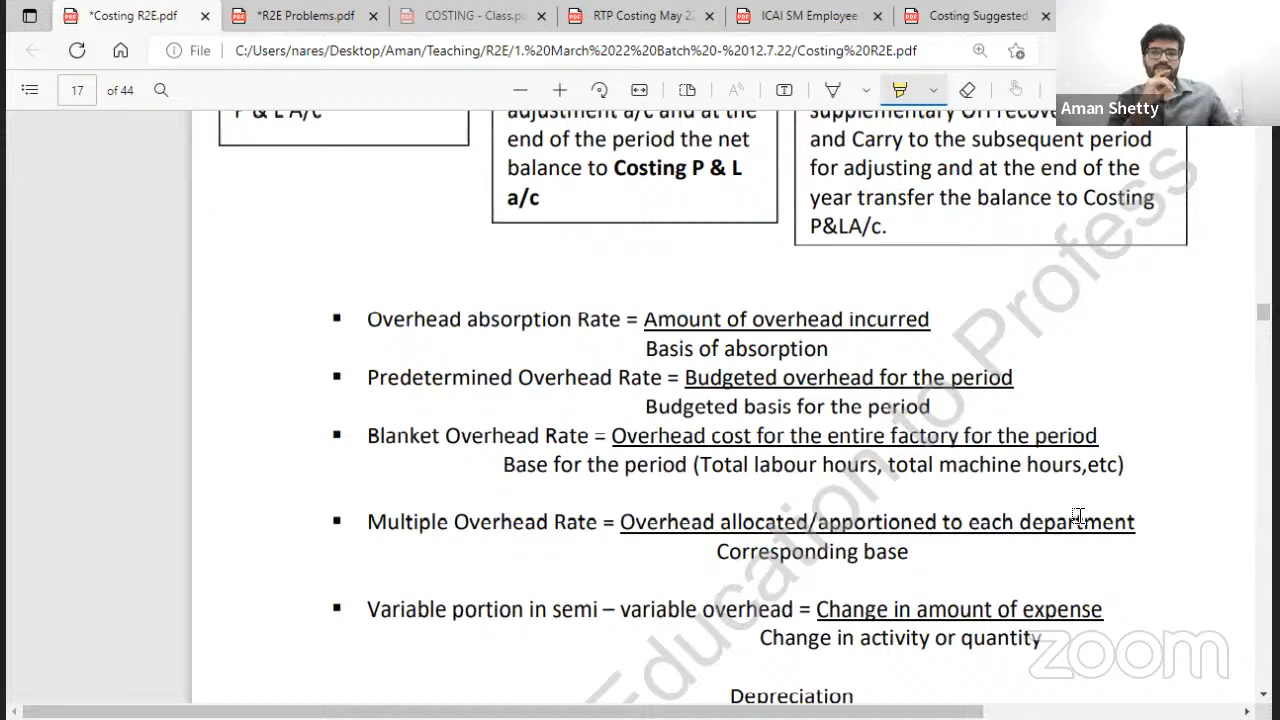 *Costing R2E.pdf
*R2E Problems.pdf
COSTING - Class.pc
RTP Costing May 2
ICAI SM Employee
Costing Suggested
File
C:/Users/nares/Desktop/Aman/Teaching/R2E/1.%20March%2022%20Batch%20-%2012.7.22/Costing%20R2E.pdf
17 of 44
Aman Shetty
P & L A/c
adjustment a/c and at the
end of the period the net
balance to Costing P & L
a/c
supplementary OH
and Carry to the subsequent period
for adjusting and at the end of the
year transfer the balance to Costing
P&LA/c.
▪ Overhead absorption Rate = Amount of overhead incurred
Basis of absorption
▪ Predetermined Overhead Rate = Budgeted overhead for the period
Budgeted basis for the period
▪ Blanket Overhead Rate = Overhead cost for the entire factory for the period
Base for the period (Total labour hours, total machine hours,etc)
▪ Multiple Overhead Rate = Overhead allocated/apportioned to each department
Corresponding base
▪ Variable portion in semi – variable overhead = Change in amount of expense
Change in activity or quantity
Depreciation
Education to Profess
zoom